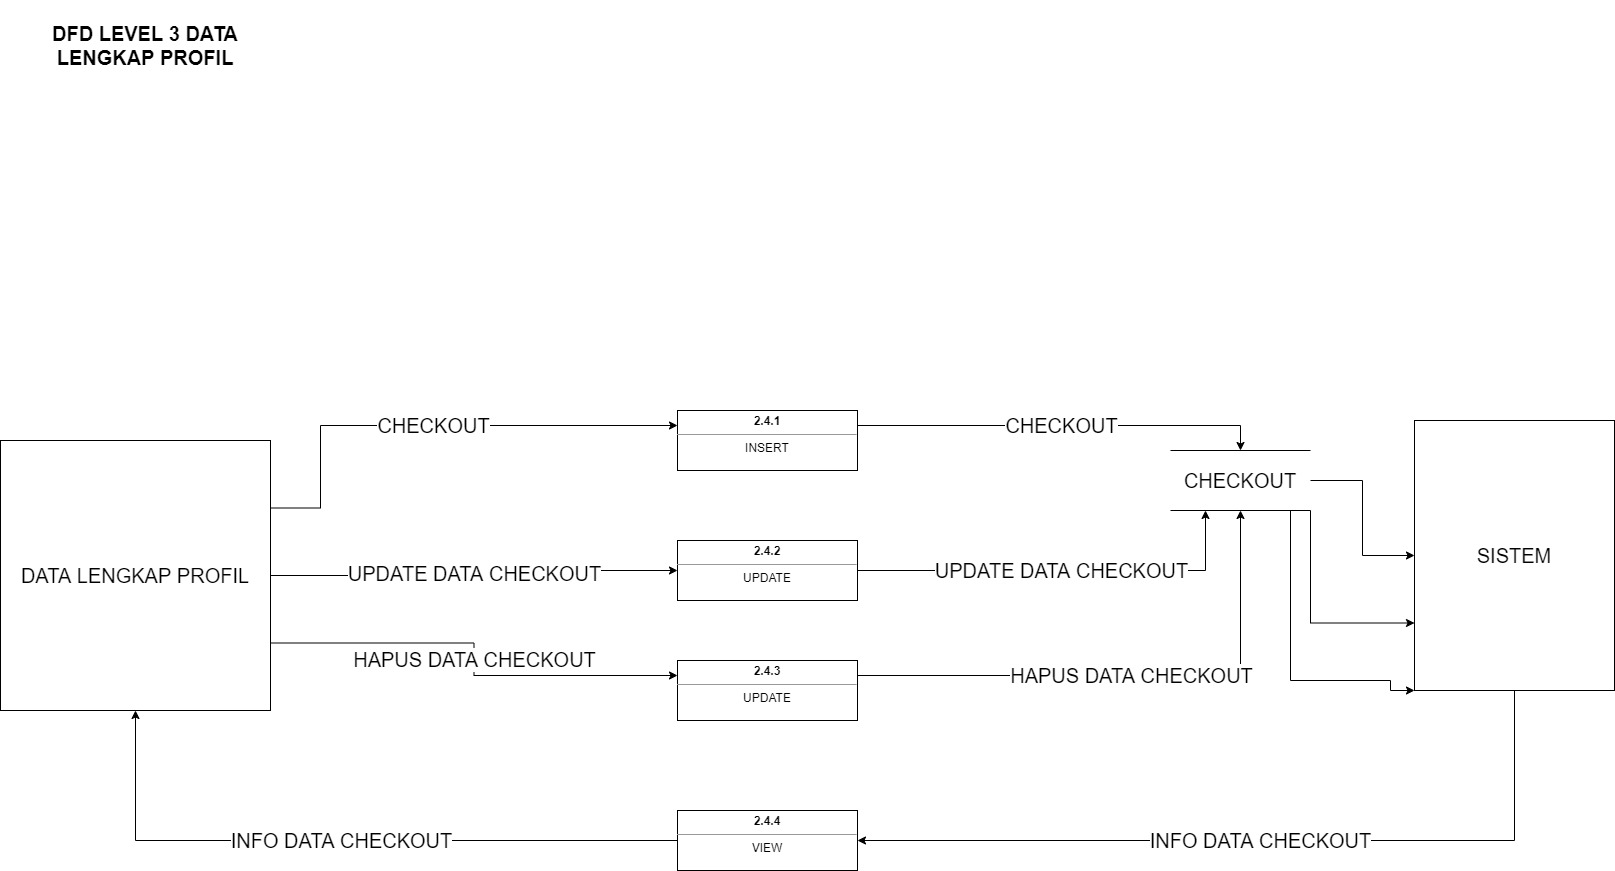 DFD LEVEL 3 DATA
LENGKAP PROFIL
CHECKOUT
2.4.1
INSERT
CHECKOUT
CHECKOUT
DATA LENGKAP PROFIL
UPDATE DATA CHECKOUT
2.4.2
UPDATE
UPDATE DATA CHECKOUT
SISTEM
HAPUS DATA CHECKOUT
2.4.3
UPDATE
HAPUS DATA CHECKOUT
INFO DATA CHECKOUT
2.4.4
VIEW
INFO DATA CHECKOUT